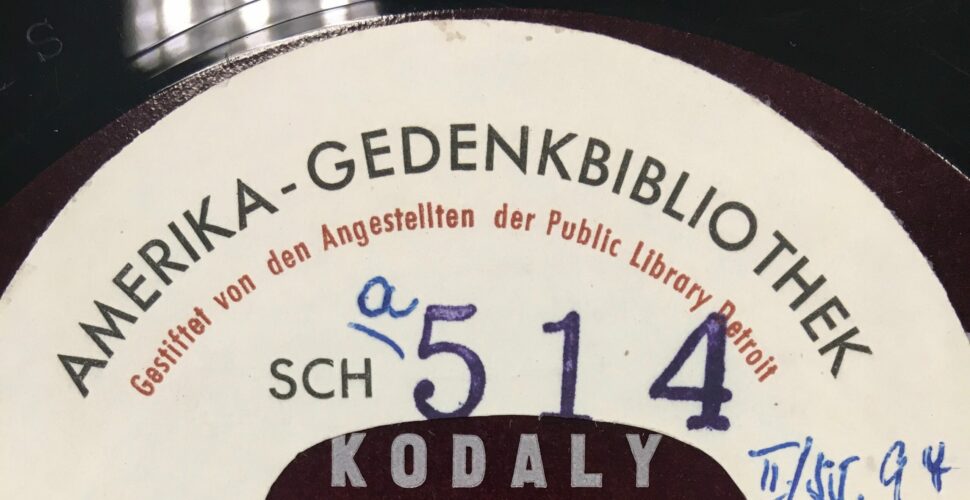 AMERIKA-GEDENKBIBLIOTHEK
Gestiftet von den Angestellten der Public Library Detroit
SCH a 514
KODALY